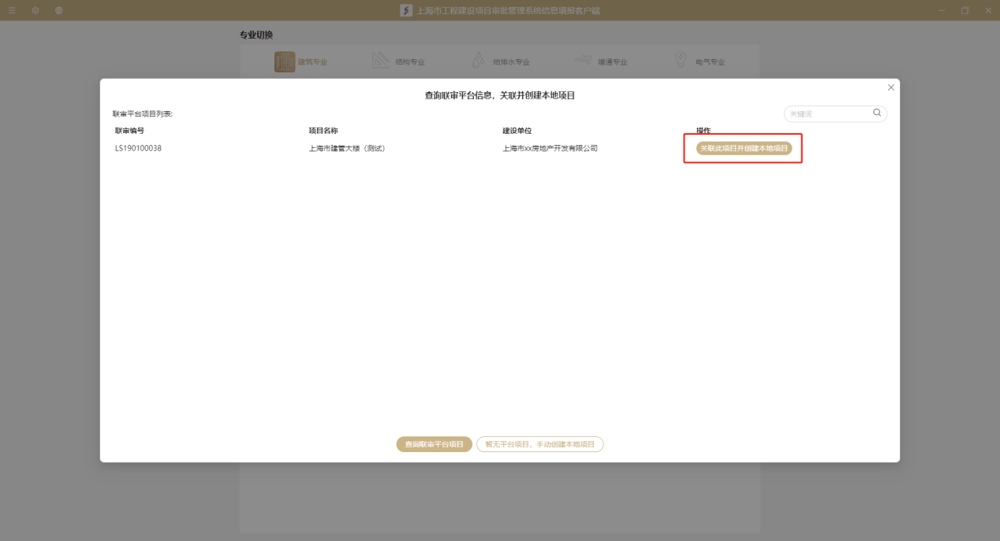 上海市工程建设项目审批管理系统信息填报客户端
专业切换
建筑专业 结构专业 给排水专业 暖通专业 电气专业
查询联审平台信息，关联并创建本地项目
联审平台项目列表:
关键词
联审编号 项目名称 建设单位 操作
LS190100038 上海市建管大楼（测试） 上海市xx房地产开发有限公司 关联此项目并创建本地项目
查询联审平台项目 暂无平台项目，手动创建本地项目